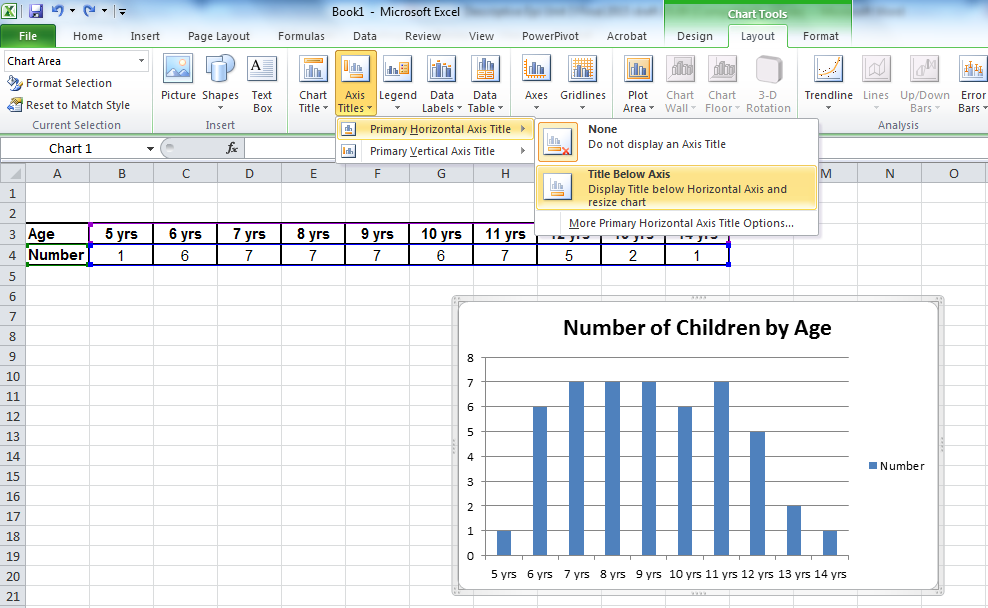 Book1 - Microsoft Excel
Chart Tools
File Home Insert Page Layout Formulas Data Review View PowerPivot Acrobat Design Layout Format
Chart Area
Format Selection
Reset to Match Style
Current Selection
Picture Shapes Text Box
Insert
Chart Title Axis Titles Legend Data Labels Data Table
Axes Gridlines
Plot Area Chart Wall Chart Floor 3-D Rotation
Trendline Lines Up/Down Bars Error Bars
Analysis
Primary Horizontal Axis Title
Primary Vertical Axis Title
None
Do not display an Axis Title
Title Below Axis
Display Title below Horizontal Axis and
resize chart
More Primary Horizontal Axis Title Options...
Chart 1 fx
A B C D E F G H M N O
1
2
3 Age 5 yrs 6 yrs 7 yrs 8 yrs 9 yrs 10 yrs 11 yrs 12 yrs 13 yrs 14 yrs
4 Number 1 6 7 7 7 6 7 5 2 1
5
6
7
8
9
10
11
12
13
14
15
16
17
18
19
20
21
Number of Children by Age
8
7
6
5
4
3
2
1
0
5 yrs 6 yrs 7 yrs 8 yrs 9 yrs 10 yrs 11 yrs 12 yrs 13 yrs 14 yrs
Number